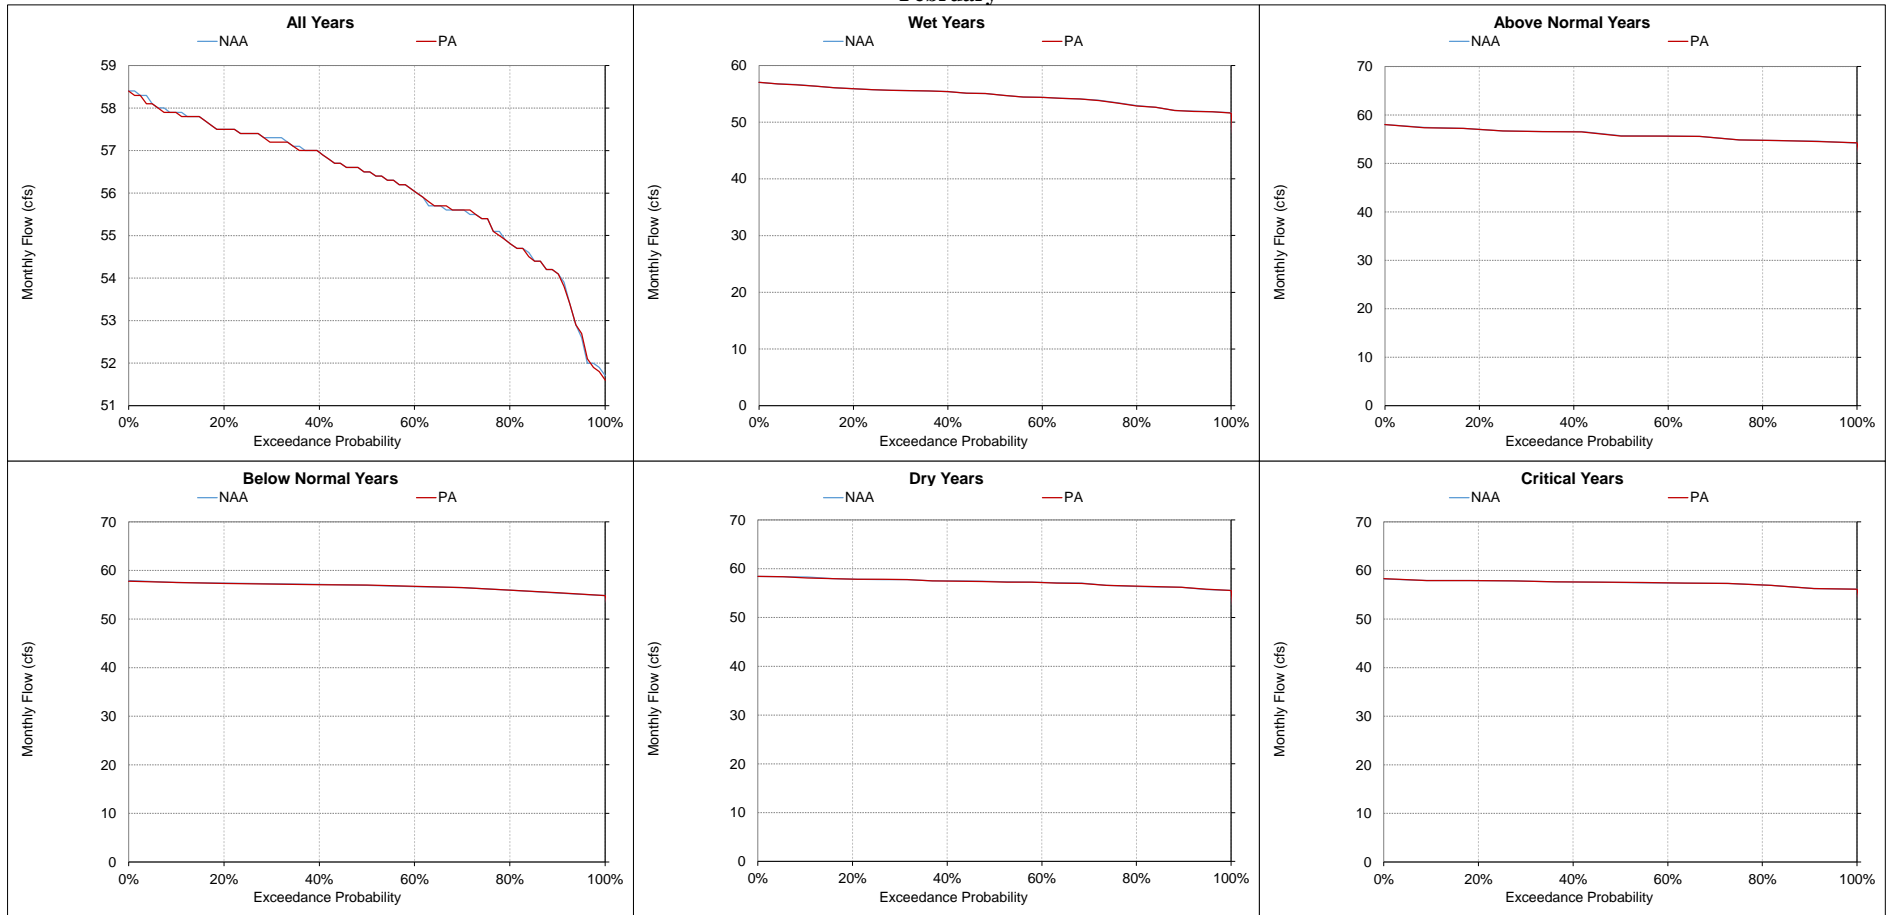 All Years
NAA PA
59
58
57
56
55
54
53
52
51
Monthly Flow (cfs)
0% 20% 40% 60% 80% 100%
Exceedance Probability
Wet Years
NAA PA
60
50
40
30
20
10
0
Monthly Flow (cfs)
0% 20% 40% 60% 80% 100%
Exceedance Probability
Above Normal Years
NAA PA
70
60
50
40
30
20
10
0
Monthly Flow (cfs)
0% 20% 40% 60% 80% 100%
Exceedance Probability
Below Normal Years
NAA PA
70
60
50
40
30
20
10
0
Monthly Flow (cfs)
0% 20% 40% 60% 80% 100%
Exceedance Probability
Dry Years
NAA PA
70
60
50
40
30
20
10
0
Monthly Flow (cfs)
0% 20% 40% 60% 80% 100%
Exceedance Probability
Critical Years
NAA PA
70
60
50
40
30
20
10
0
Monthly Flow (cfs)
0% 20% 40% 60% 80% 100%
Exceedance Probability